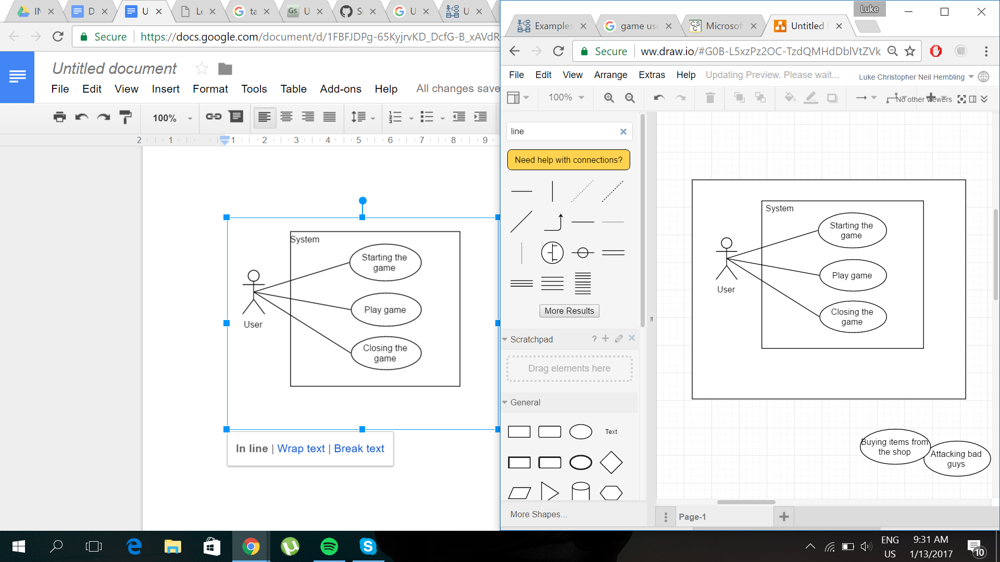 IN
D
U
Le
ta
Gs
U
U
U
Luke
Examples
game use
Microsof
Untitled
Secure
https://docs.google.com/document/d/1FBFJDPg-65KyjrvKD_DcfG-B_xAVdR
Secure
ww.draw.io/#G0B-L5xzPz2OC-TzdQMHdDblVtZVk
Untitled document
File Edit View Insert Format Tools Table Add-ons Help All changes save
File Edit View Arrange Extras Help Updating Preview. Please wait... Luke Christopher Neil Hembling
100%
100%
No other viewers
2 1 1 2 3 4 5 6 7 8 9
line
Need help with connections?
More Results
Scratchpad
?
Drag elements here
General
Text
More Shapes...
System
Starting the
game
Play game
Closing the
game
User
In line | Wrap text | Break text
System
Starting the
game
Play game
Closing the
game
User
Buying items from
the shop
Attacking bad
guys
Page-1
ENG
US
9:31 AM
1/13/2017
10